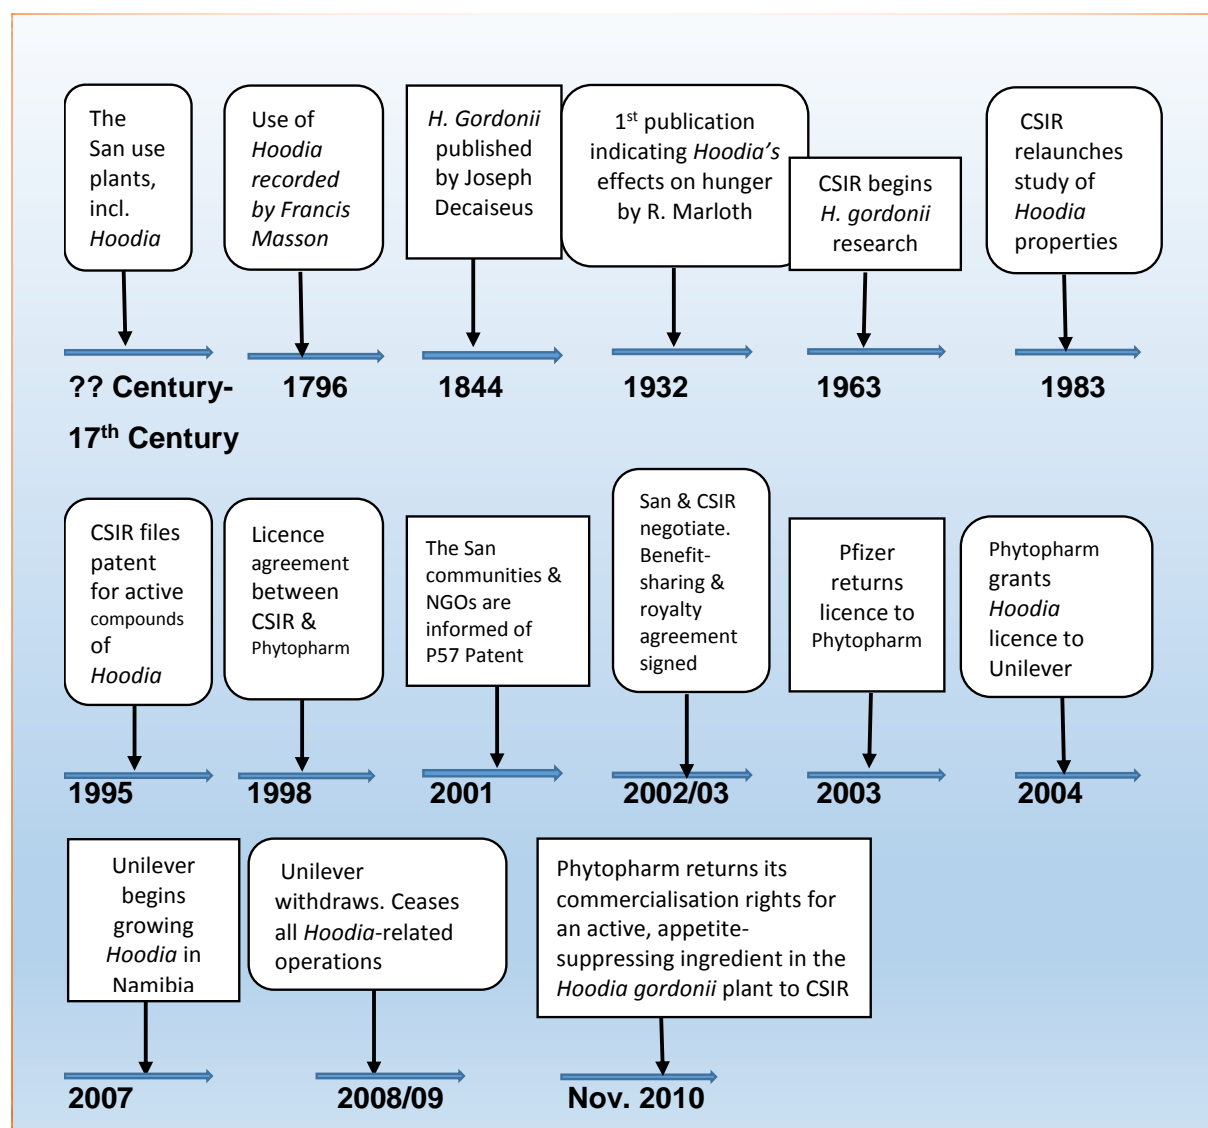 The
San use
plants,
incl.
Hoodia
Use of
Hoodia
recorded
by Francis
Masson
H. Gordonii
published
by Joseph
Decaiseus
1st publication
indicating Hoodia's
effects on hunger
by R. Marloth
CSIR begins
H. gordonii
research
CSIR
relaunches
study of
Hoodia
properties
?? Century-
17th Century
1796
1844
1932
1963
1983
CSIR files
patent
for active
compounds
of
Hoodia
Licence
agreement
between
CSIR &
Phytopharm
The San
communities &
NGOs are
informed of
P57 Patent
San & CSIR
negotiate.
Benefit-
sharing &
royalty
agreement
signed
Pfizer
returns
licence to
Phytopharm
Phytopharm
grants
Hoodia
licence to
Unilever
1995
1998
2001
2002/03
2003
2004
Unilever
begins
growing
Hoodia in
Namibia
Unilever
withdraws. Ceases
all Hoodia-related
operations
Phytopharm returns its
commercialisation rights for
an active, appetite-
suppressing ingredient in the
Hoodia gordonii plant to CSIR
2007
2008/09
Nov. 2010